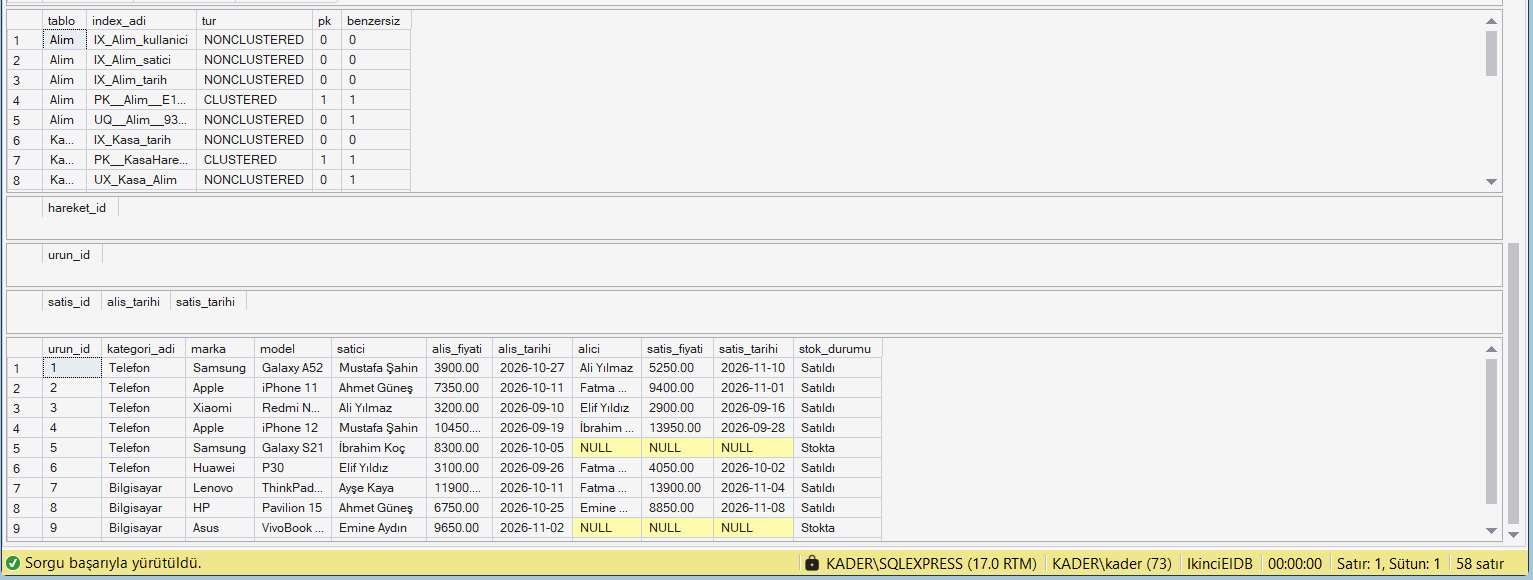 tablo index_adi tur pk benzersiz
1 Alim IX_Alim_kullanici NONCLUSTERED 0 0
2 Alim IX_Alim_satici NONCLUSTERED 0 0
3 Alim IX_Alim_tarih NONCLUSTERED 0 0
4 Alim PK__Alim__E1... CLUSTERED 1 1
5 Alim UQ__Alim__93... NONCLUSTERED 0 1
6 Ka... IX_Kasa_tarih NONCLUSTERED 0 0
7 Ka... PK__KasaHare... CLUSTERED 1 1
8 Ka... UX_Kasa_Alim NONCLUSTERED 0 1
hareket_id
urun_id
satis_id alis_tarihi satis_tarihi
urun_id kategori_adi marka model satici alis_fiyati alis_tarihi alici satis_fiyati satis_tarihi stok_durumu
1 1 Telefon Samsung Galaxy A52 Mustafa Şahin 3900.00 2026-10-27 Ali Yılmaz 5250.00 2026-11-10 Satıldı
2 2 Telefon Apple iPhone 11 Ahmet Güneş 7350.00 2026-10-11 Fatma ... 9400.00 2026-11-01 Satıldı
3 3 Telefon Xiaomi Redmi N... Ali Yılmaz 3200.00 2026-09-10 Elif Yıldız 2900.00 2026-09-16 Satıldı
4 4 Telefon Apple iPhone 12 Mustafa Şahin 10450.... 2026-09-19 İbrahim ... 13950.00 2026-09-28 Satıldı
5 5 Telefon Samsung Galaxy S21 İbrahim Koç 8300.00 2026-10-05 NULL NULL NULL Stokta
6 6 Telefon Huawei P30 Elif Yıldız 3100.00 2026-09-26 Fatma ... 4050.00 2026-10-02 Satıldı
7 7 Bilgisayar Lenovo ThinkPad... Ayşe Kaya 11900.... 2026-10-11 Fatma ... 13900.00 2026-11-04 Satıldı
8 8 Bilgisayar HP Pavilion 15 Ahmet Güneş 6750.00 2026-10-25 Emine ... 8850.00 2026-11-08 Satıldı
9 9 Bilgisayar Asus VivoBook ... Emine Aydın 9650.00 2026-11-02 NULL NULL NULL Stokta
Sorgu başarıyla yürütüldü. KADER\SQLEXPRESS (17.0 RTM) KADER\kader (73) IkinciElDB 00:00:00 Satır: 1, Sütun: 1 58 satır